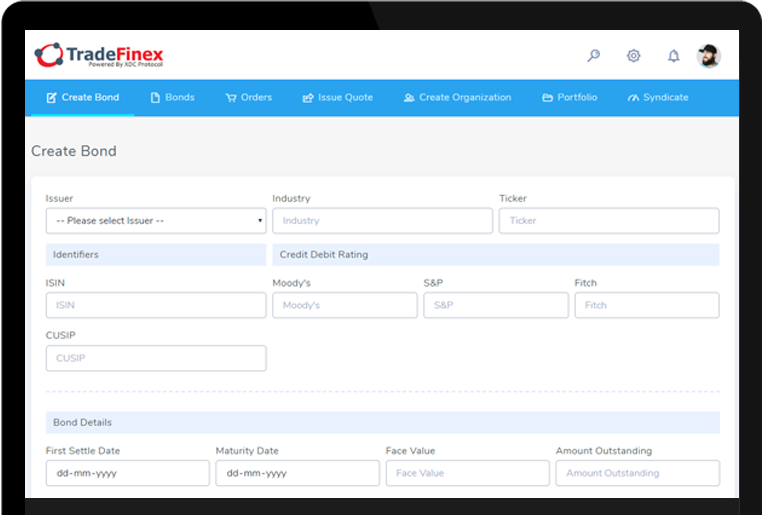 TradeFinex
Powered By XDC Protocol
Create Bond Bonds Orders Issue Quote Create Organization Portfolio Syndicate
Create Bond
Issuer Industry Ticker
-- Please select Issuer -- Industry Ticker
Identifiers Credit Debit Rating
ISIN Moody's S&P Fitch
ISIN Moody's S&P Fitch
CUSIP
CUSIP
Bond Details
First Settle Date Maturity Date Face Value Amount Outstanding
dd-mm-yyyy dd-mm-yyyy Face Value Amount Outstanding